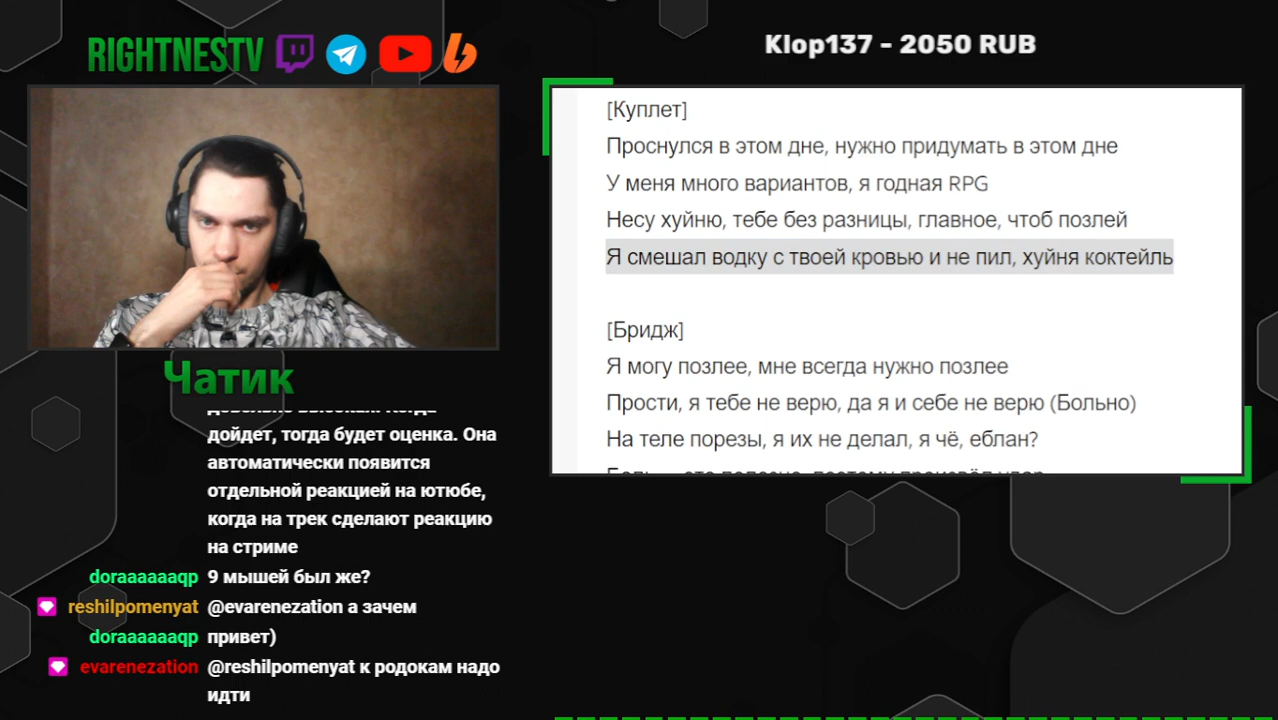 RIGHTNESTV
Klop137 - 2050 RUB
[Куплет]
Проснулся в этом дне, нужно придумать в этом дне
У меня много вариантов, я годная RPG
Несу хуйню, тебе без разницы, главное, чтоб позлей
Я смешал водку с твоей кровью и не пил, хуйня коктейль
[Бридж]
Я могу позлее, мне всегда нужно позлее
Прости, я тебе не верю, да я и себе не верю (Больно)
На теле порезы, я их не делал, я чё, еблан?
Чатик
дойдет, тогда будет оценка. Она
автоматически появится
отдельной реакцией на ютюбе,
когда на трек сделают реакцию
на стриме
doraaaaaaqp 9 мышей был же?
reshilpomenyat @evarenezation а зачем
doraaaaaaqp привет)
evarenezation @reshilpomenyat к родокам надо
идти